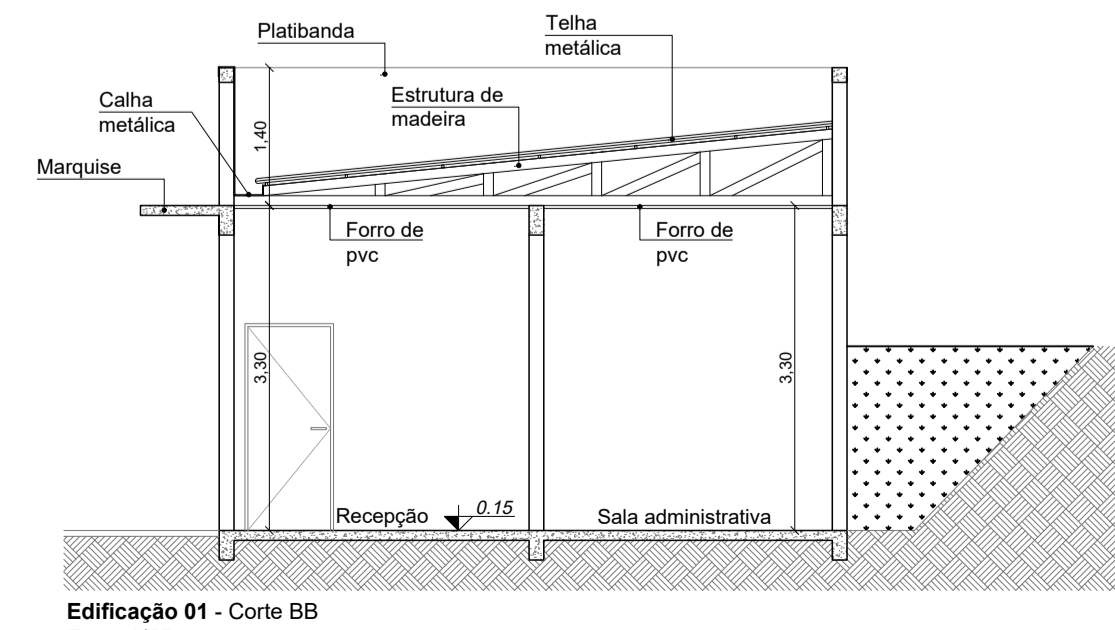 Platibanda
Telha
metálica
Estrutura de
madeira
Calha
metálica
1,40
Marquise
Forro de
pvc
Forro de
pvc
3,30
3,30
Recepção
0.15
Sala administrativa
Edificação 01 - Corte BB